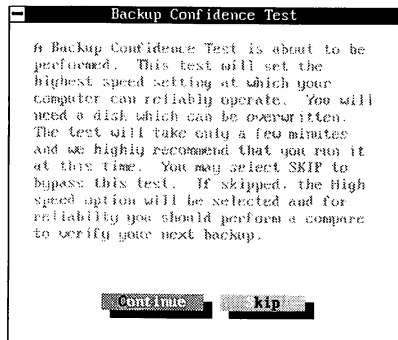 Backup Confidence Test
A Backup Confidence Test is about to be
performed. This test will set the
highest speed setting at which your
computer can reliably operate. You will
need a disk which can be overwritten.
The test will take only a few minutes
and we highly recommend that you run it
at this time. You may select SKIP to
bypass this test. If skipped, the High
speed option will be selected and for
reliabilty you should perform a compare
to verify your next backup.
Continue Skip